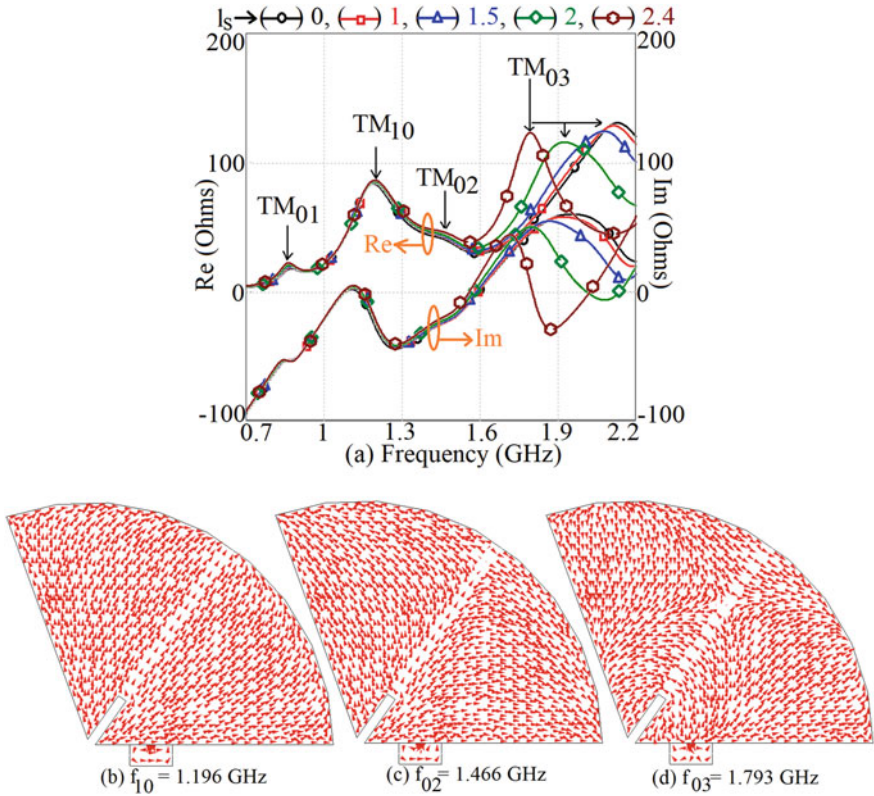 lS → (○) 0, (□) 1, (△) 1.5, (◇) 2, (○) 2.4
200 200
TM03
TM10
100 100
TM02
TM01
Re (Ohms) Im (Ohms)
Re
0 0
Im
-100 -100
0.7 1 1.3 1.6 1.9 2.2
(a) Frequency (GHz)
(b) f10 = 1.196 GHz
(c) f02 = 1.466 GHz
(d) f03 = 1.793 GHz